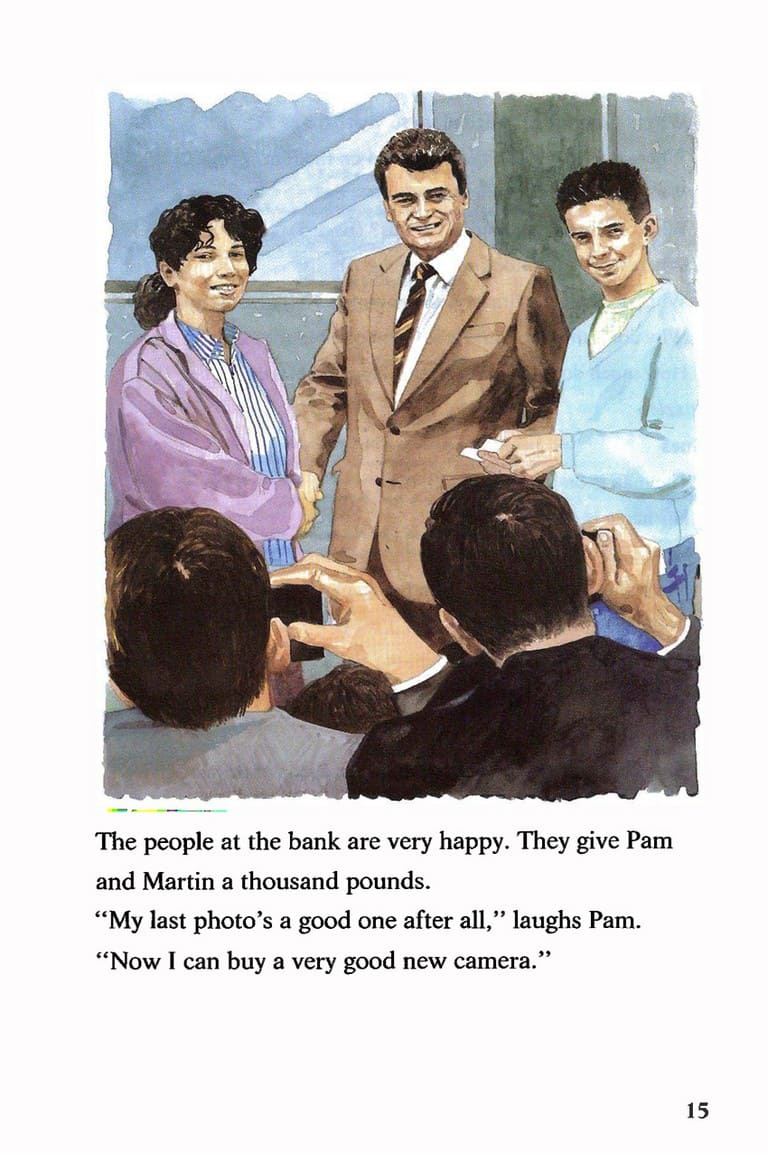 The people at the bank are very happy. They give Pam
and Martin a thousand pounds.
“My last photo’s a good one after all,” laughs Pam.
“Now I can buy a very good new camera.”
15